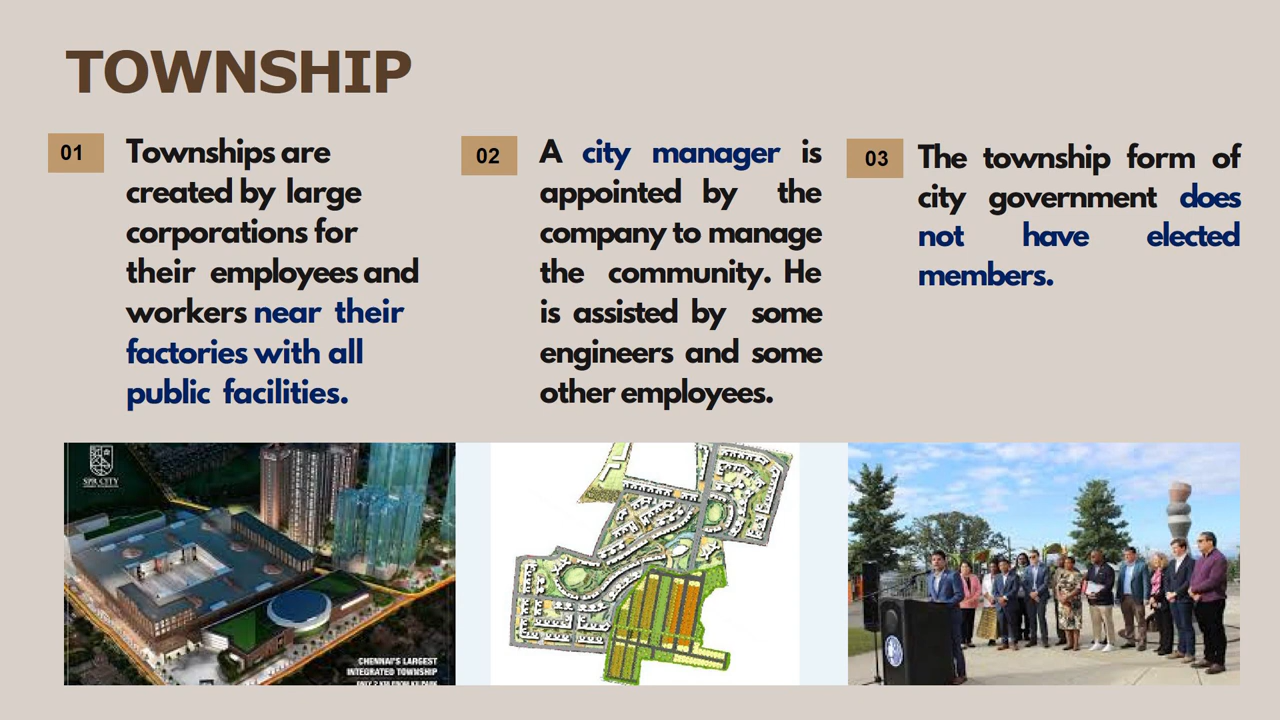 TOWNSHIP
01
Townships are
created by large
corporations for
their employees and
workers near their
factories with all
public facilities.
02
A city manager is
appointed by the
company to manage
the community. He
is assisted by some
engineers and some
other employees.
03
The township form of
city government does
not have elected
members.
SPR CITY
CHENNAI'S LARGEST
INTEGRATED TOWNSHIP